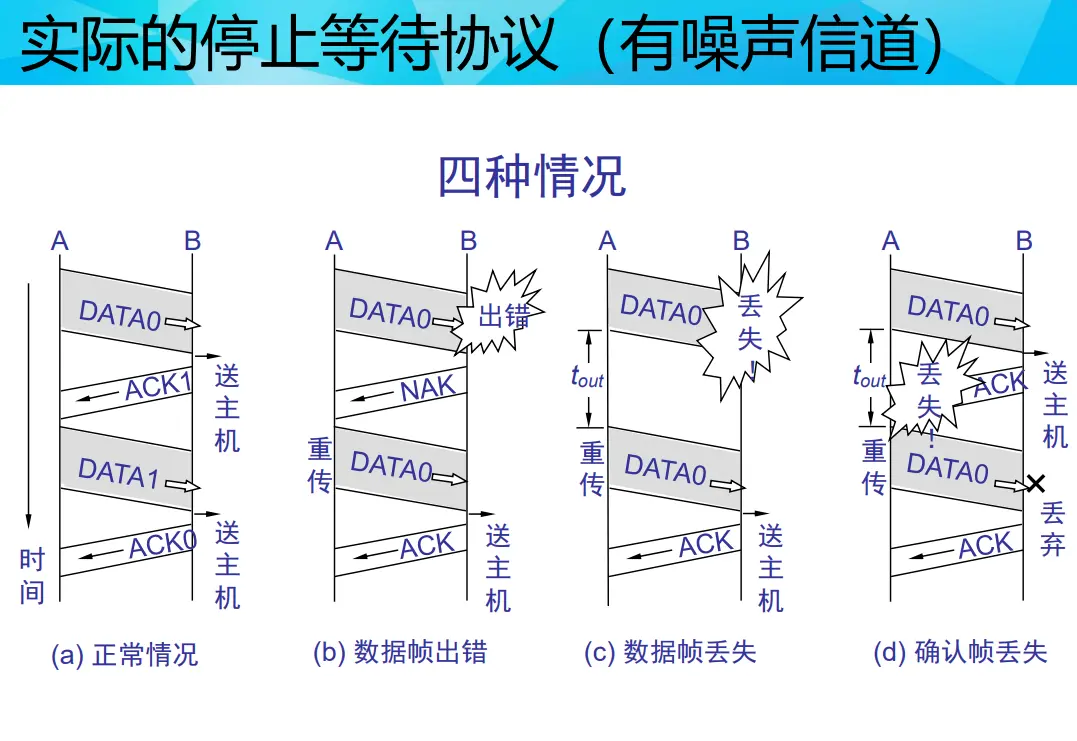 实际的停止等待协议（有噪声信道）
四种情况
A
B
DATA0
送主机
ACK1
DATA1
送主机
ACK0
时间
(a) 正常情况
A
B
DATA0
出错
NAK
重传
DATA0
送主机
ACK
(b) 数据帧出错
A
B
DATA0
丢失！
tout
重传
DATA0
送主机
ACK
(c) 数据帧丢失
A
B
DATA0
tout
丢失！
ACK
送主机
重传
DATA0
丢弃
ACK
(d) 确认帧丢失